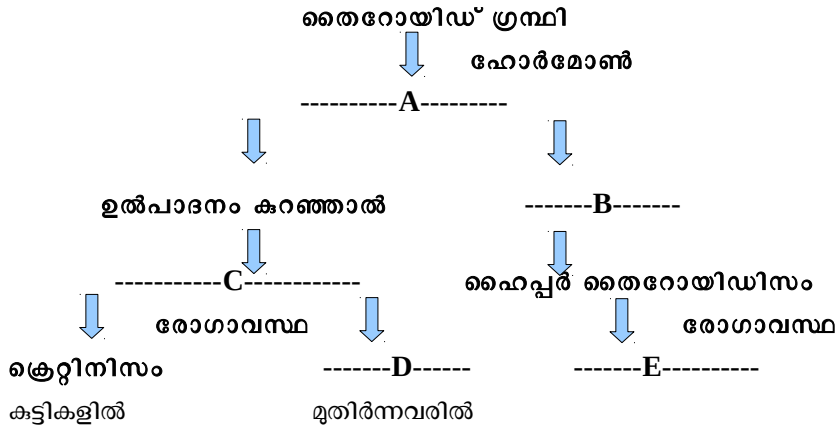 തൈറോയിഡ് ഗ്രന്ഥി
ഹോർമോൺ
----------A---------
ഉൽപാദനം കുറഞ്ഞാൽ
-------B-------
-----------C------------
ഹൈപ്പർ തൈറോയിഡിസം
രോഗാവസ്ഥ
രോഗാവസ്ഥ
ക്രെറ്റിനിസം
-------D------
-------E----------
കുട്ടികളിൽ
മുതിർന്നവരിൽ